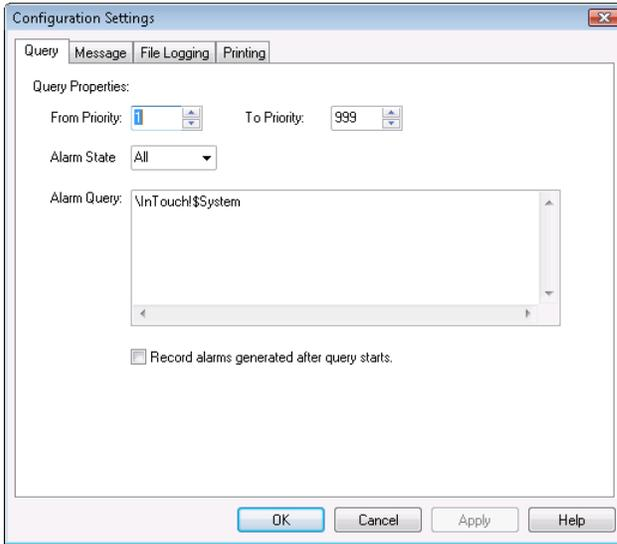 Configuration Settings
Query Message File Logging Printing
Query Properties:
From Priority: 1 To Priority: 999
Alarm State All
Alarm Query: \InTouch!$System
Record alarms generated after query starts.
OK Cancel Apply Help